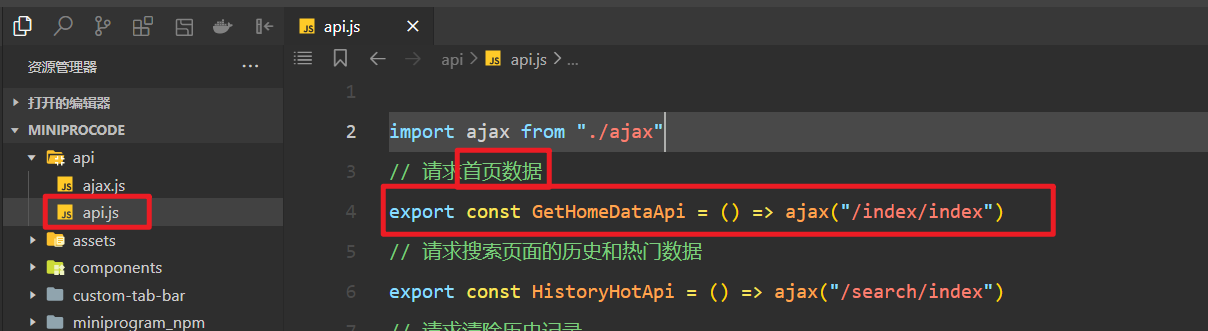 JS api.js ×
资源管理器 ...
api > JS api.js > ...
打开的编辑器
MINIPROCODE
api
JS ajax.js
JS api.js
assets
components
custom-tab-bar
miniprogram_npm
1
2 import ajax from "./ajax"
3 // 请求首页数据
4 export const GetHomeDataApi = () => ajax("/index/index")
5 // 请求搜索页面的历史和热门数据
6 export const HistoryHotApi = () => ajax("/search/index")
7 // 请求清除历史记录